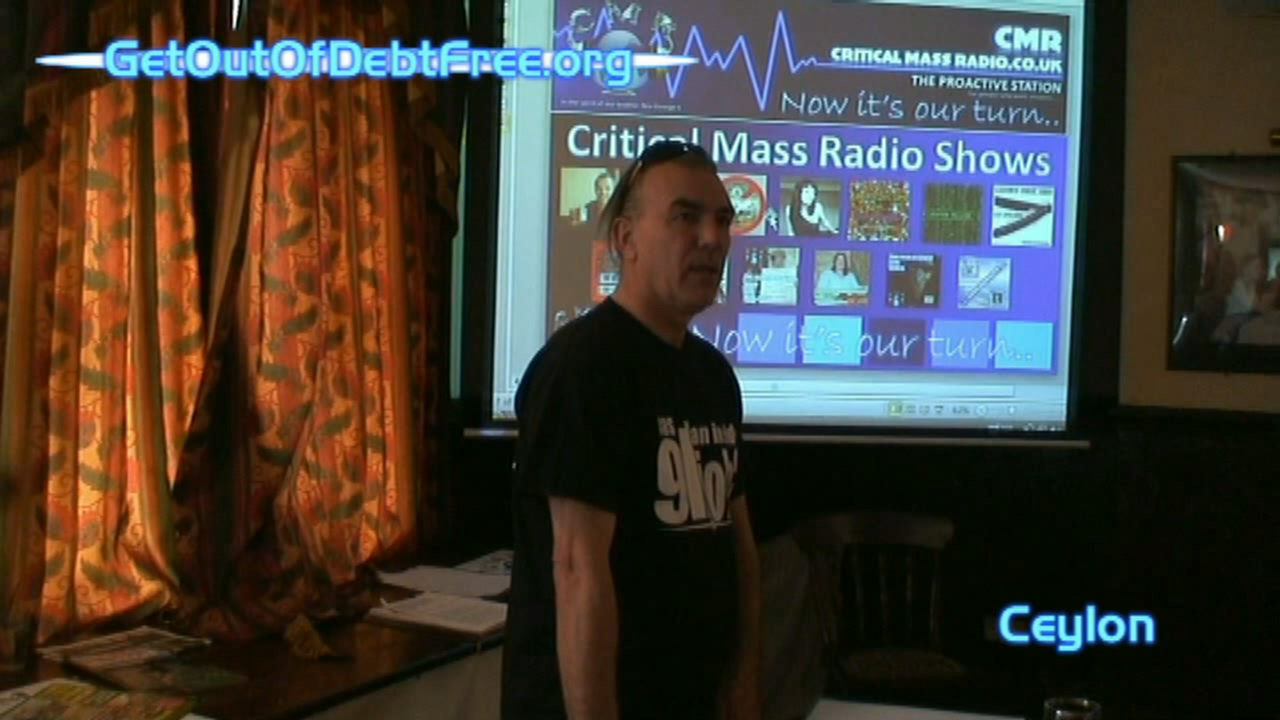 GetOutOfDebtFree.org
CMR
CRITICAL MASS RADIO.CO.UK
THE PROACTIVE STATION
Now it's our turn..
Critical Mass Radio Shows
Now it's our turn..
Ceylon